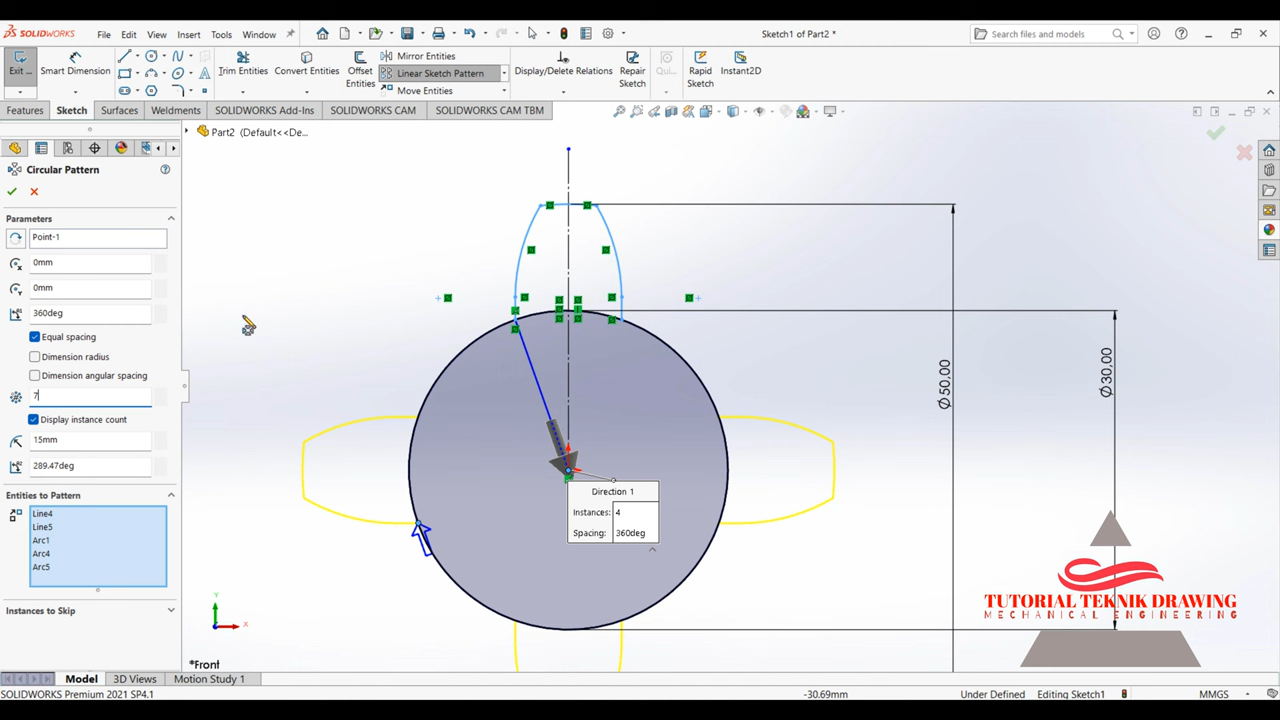 SOLIDWORKS
File Edit View Insert Tools Window
Sketch1 of Part2 *
Search files and models
Exit ...
Smart Dimension
Trim Entities
Convert Entities
Offset Entities
Mirror Entities
Linear Sketch Pattern
Move Entities
Display/Delete Relations
Repair Sketch
Qui...
Rapid Sketch
Instant2D
Features Sketch Surfaces Weldments SOLIDWORKS Add-Ins SOLIDWORKS CAM SOLIDWORKS CAM TBM
Part2 (Default<<De...
Circular Pattern
Parameters
Point-1
0mm
0mm
360deg
Equal spacing
Dimension radius
Dimension angular spacing
7
Display instance count
15mm
289.47deg
Entities to Pattern
Line4
Line5
Arc1
Arc4
Arc5
Instances to Skip
Ø50,00
Ø30,00
Direction 1
Instances: 4
Spacing: 360deg
Y
X
*Front
TUTORIAL TEKNIK DRAWING
MECHANICAL ENGINEERING
Model 3D Views Motion Study 1
SOLIDWORKS Premium 2021 SP4.1
-30.69mm
Under Defined
Editing Sketch1
MMGS